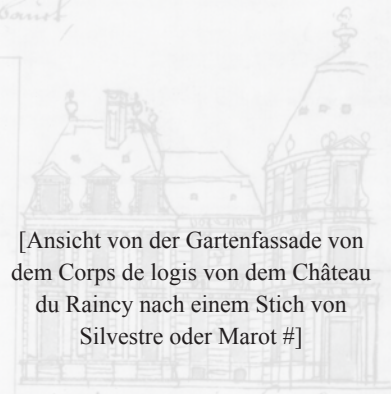 [Ansicht von der Gartenfassade von
dem Corps de logis von dem Château
du Raincy nach einem Stich von
Silvestre oder Marot #]